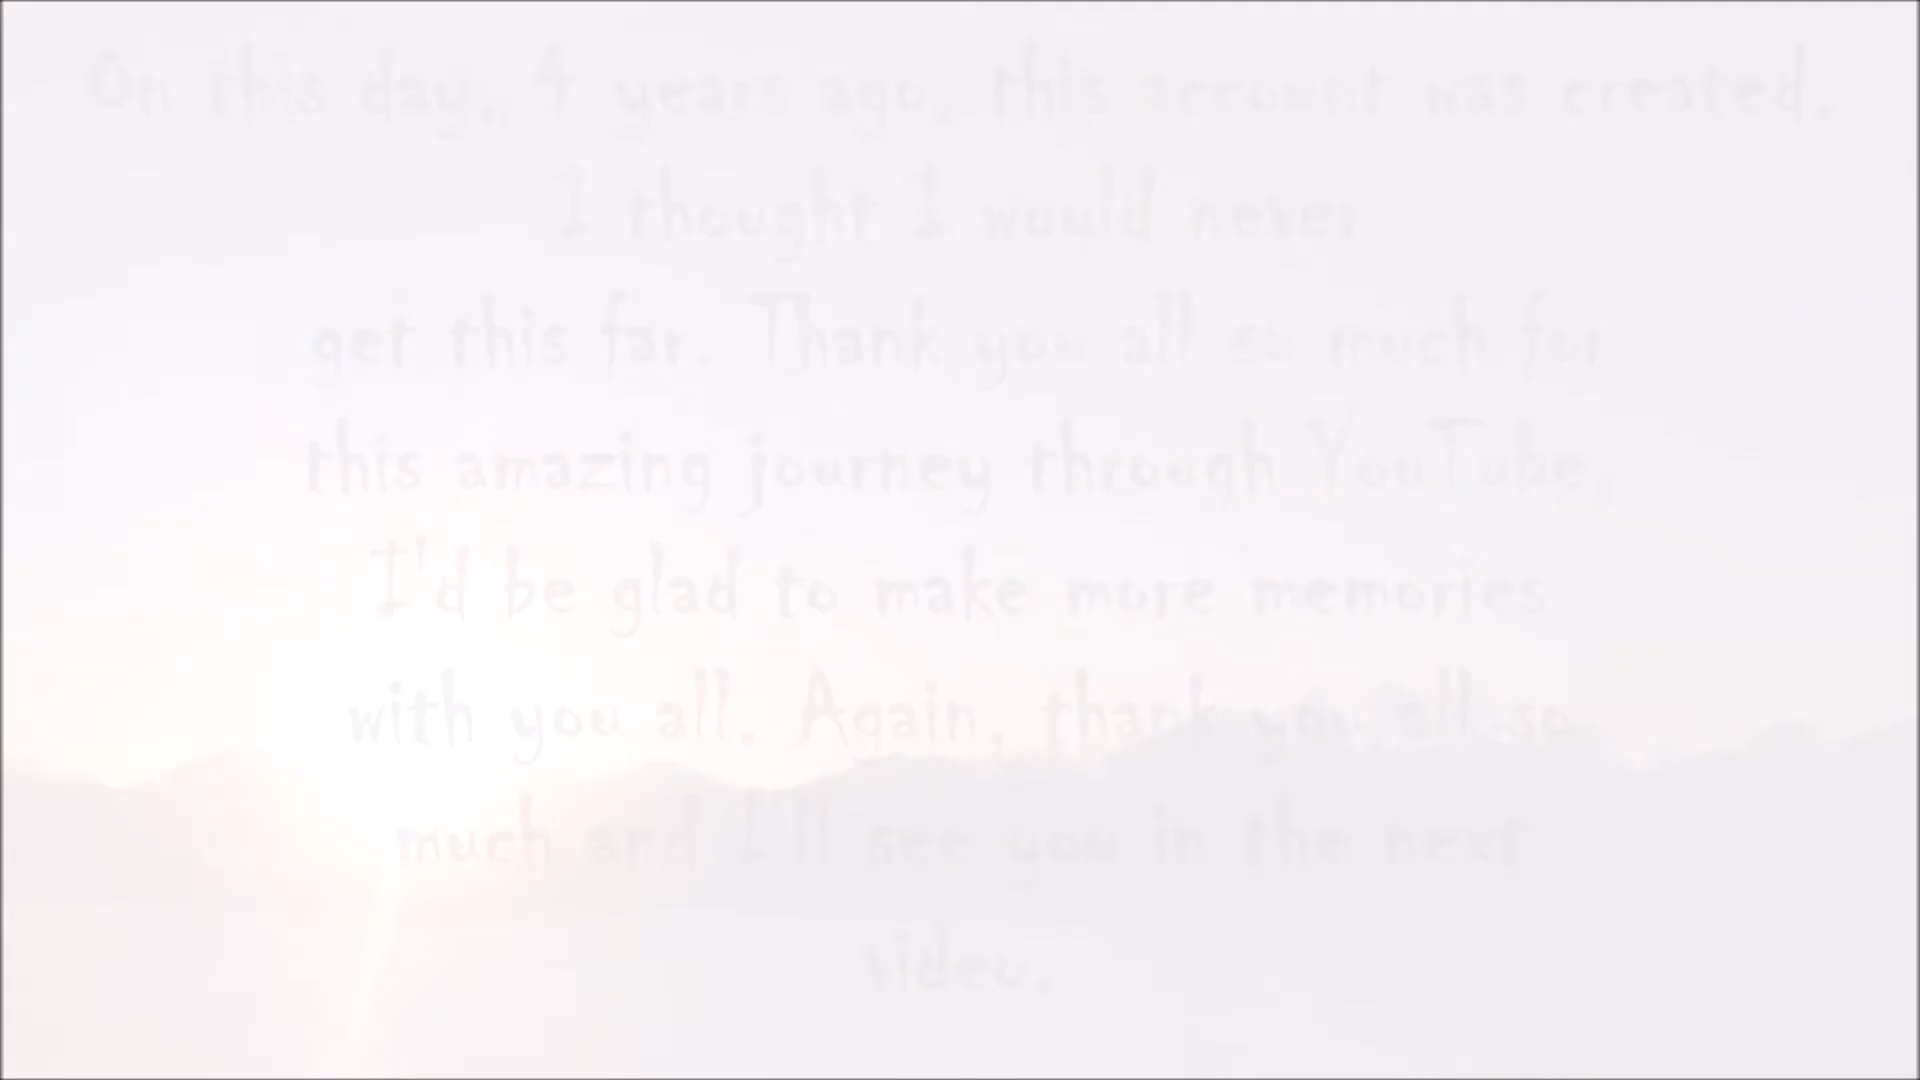 On this day, 4 years ago, this account was created,
I thought I would never
get this far. Thank you all so much for
this amazing journey through YouTube,
I'd be glad to make more memories
with you all. Again, thank you all so
much and I'll see you in the next
video.